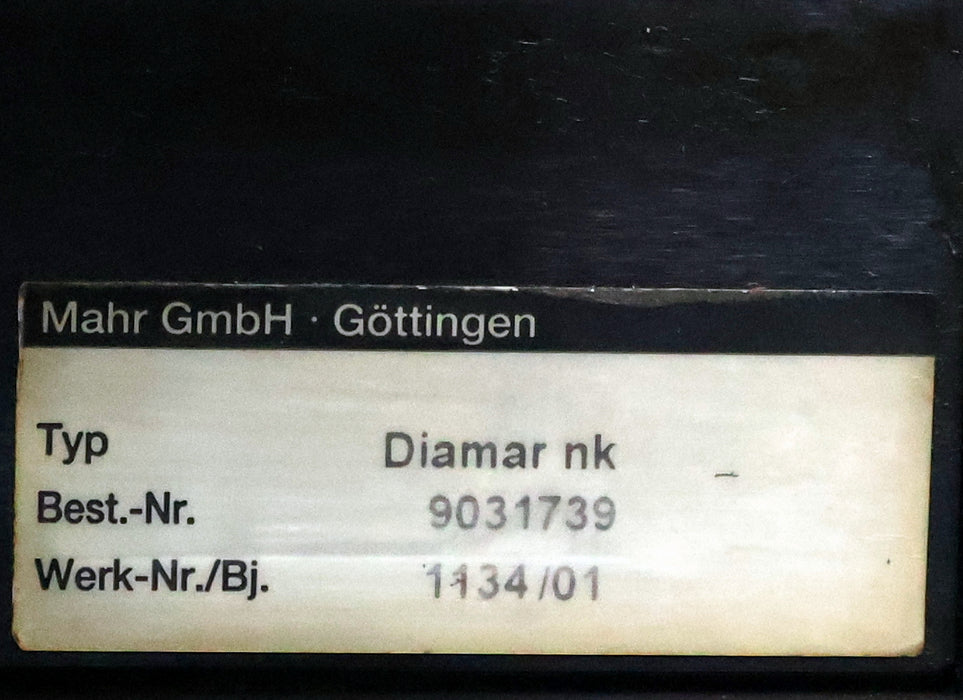 Mahr GmbH · Göttingen
Typ Diamar nk
Best.-Nr. 9031739
Werk-Nr./Bj. 1134/01